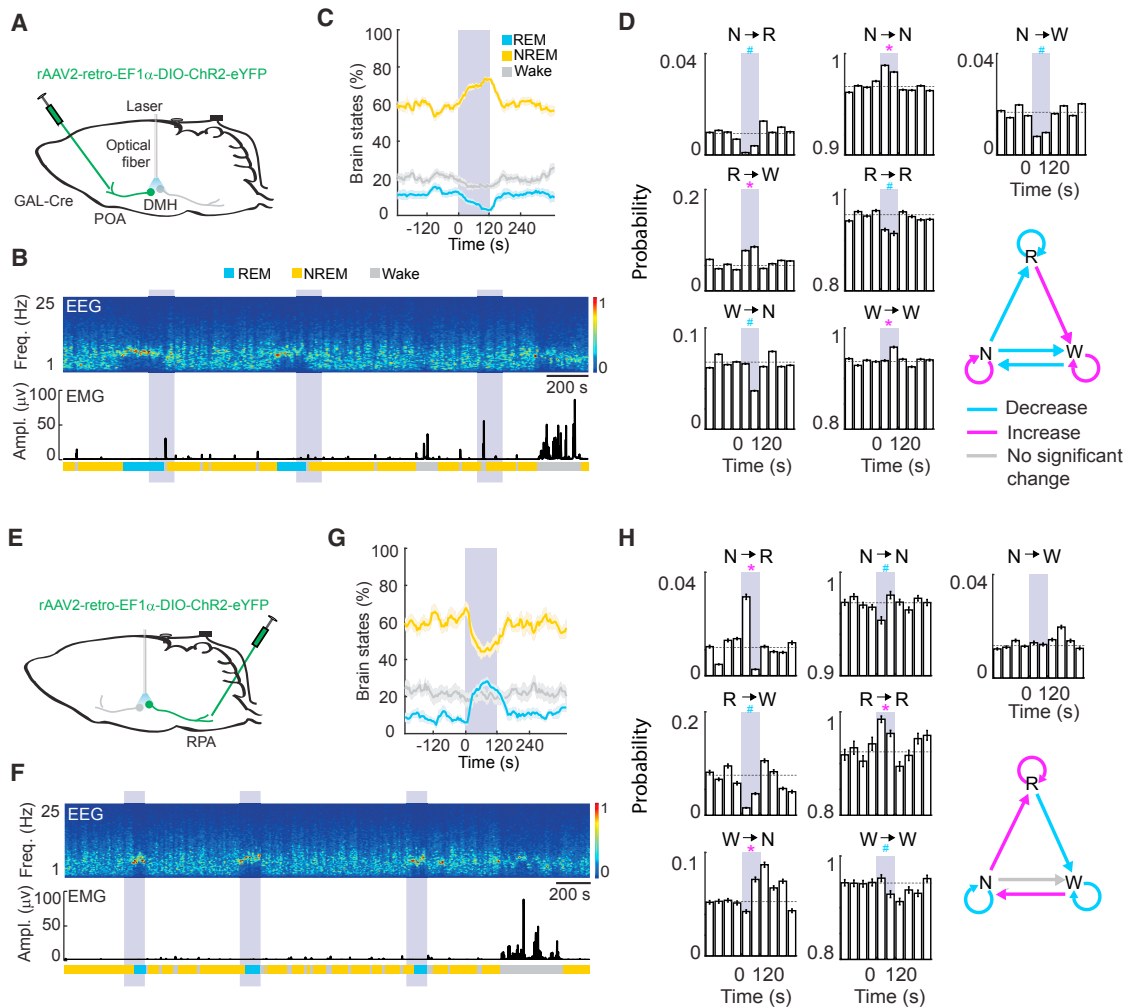 A
rAAV2-retro-EF1α-DIO-ChR2-eYFP
Laser
Optical
fiber
GAL-Cre
POA
DMH
B
REM NREM Wake
EEG
Freq. (Hz)
25
1
1
0
200 s
EMG
Ampl. (μv)
100
50
0
C
REM
NREM
Wake
Brain states (%)
100
80
60
40
20
0
-120 0 120 240
Time (s)
D
N→R
#
0.04
0
N→N
*
1
0.9
N→W
#
0.04
0
0 120
Time (s)
Probability
R→W
*
0.2
0
R→R
#
1
0.8
W→N
#
0.1
0
0 120
Time (s)
W→W
*
1
0.8
0 120
Time (s)
R
N
W
Decrease
Increase
No significant
change
E
rAAV2-retro-EF1α-DIO-ChR2-eYFP
RPA
F
EEG
Freq. (Hz)
25
1
1
0
200 s
EMG
Ampl. (μv)
100
50
0
G
Brain states (%)
100
80
60
40
20
0
-120 0 120 240
Time (s)
H
N→R
*
0.04
0
N→N
#
1
0.9
N→W
0.04
0
0 120
Time (s)
Probability
R→W
#
0.2
0
R→R
*
1
0.8
W→N
*
0.1
0
0 120
Time (s)
W→W
#
1
0.8
0 120
Time (s)
R
N
W